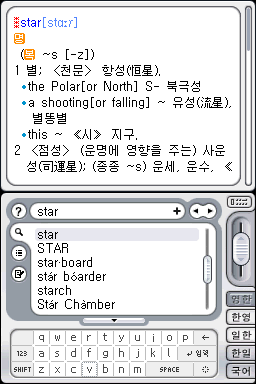 star[stɑːr]
명
(복 ~s [-z])
1 별; 〈천문〉 항성(恒星).
•the Polar[or North] S- 북극성
•a shooting[or falling] ~ 유성(流星),
별똥별
•this ~ 《시》 지구.
2 〈점성〉 (운명에 영향을 주는) 사운
성(司運星); (종종 ~s) 운세, 운수, 《
? star + ◀ ▶
star
STAR
star·board
stár bòarder
starch
Stár Chàmber
영한
한영
일한
한일
국어
q w e r t y u i o p ←
123 a s d f g h j k l ↵ 입력
SHIFT z x c v b n m SPACE